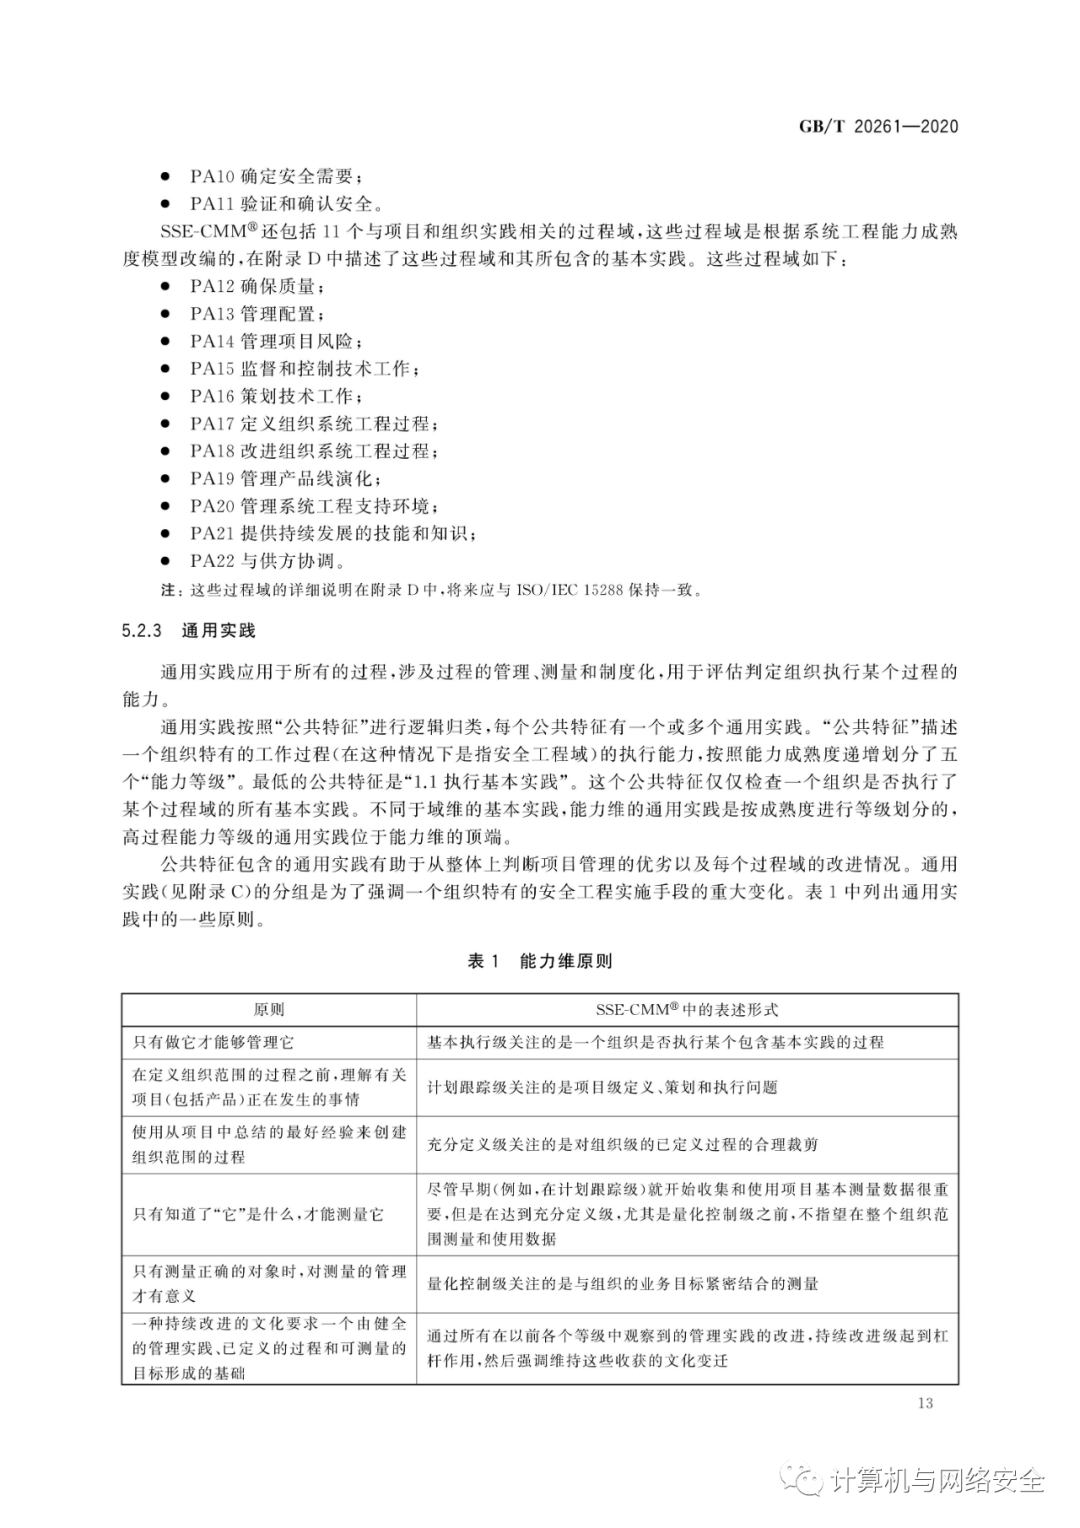 GB/T 20261—2020
● PA10 确定安全需要；
● PA11 验证和确认安全。
SSE-CMM®还包括 11 个与项目和组织实践相关的过程域，这些过程域是根据系统工程能力成熟
度模型改编的，在附录 D 中描述了这些过程域和其所包含的基本实践。这些过程域如下：
● PA12 确保质量；
● PA13 管理配置；
● PA14 管理项目风险；
● PA15 监督和控制技术工作；
● PA16 策划技术工作；
● PA17 定义组织系统工程过程；
● PA18 改进组织系统工程过程；
● PA19 管理产品线演化；
● PA20 管理系统工程支持环境；
● PA21 提供持续发展的技能和知识；
● PA22 与供方协调。
注：这些过程域的详细说明在附录 D 中，将来应与 ISO/IEC 15288 保持一致。
5.2.3 通用实践
通用实践应用于所有的过程，涉及过程的管理、测量和制度化，用于评估判定组织执行某个过程的
能力。
通用实践按照“公共特征”进行逻辑归类，每个公共特征有一个或多个通用实践。“公共特征”描述
一个组织特有的工作过程（在这种情况下是指安全工程域）的执行能力，按照能力成熟度递增划分了五
个“能力等级”。最低的公共特征是“1.1 执行基本实践”。这个公共特征仅仅检查一个组织是否执行了
某个过程域的所有基本实践。不同于域维的基本实践，能力维的通用实践是按成熟度进行等级划分的，
高过程能力等级的通用实践位于能力维的顶端。
公共特征包含的通用实践有助于从整体上判断项目管理的优劣以及每个过程域的改进情况。通用
实践（见附录 C）的分组是为了强调一个组织特有的安全工程实施手段的重大变化。表 1 中列出通用实
践中的一些原则。
表 1 能力维原则
原则
SSE-CMM®中的表述形式
只有做它才能够管理它
基本执行级关注的是一个组织是否执行某个包含基本实践的过程
在定义组织范围的过程之前，理解有关
项目（包括产品）正在发生的事情
计划跟踪级关注的是项目级定义、策划和执行问题
使用从项目中总结的最好经验来创建
组织范围的过程
充分定义级关注的是对组织级的已定义过程的合理裁剪
只有知道了“它”是什么，才能测量它
尽管早期（例如，在计划跟踪级）就开始收集和使用项目基本测量数据很重
要，但是在达到充分定义级，尤其是量化控制级之前，不指望在整个组织范
围测量和使用数据
只有测量正确的对象时，对测量的管理
才有意义
量化控制级关注的是与组织的业务目标紧密结合的测量
一种持续改进的文化要求一个由健全
的管理实践、已定义的过程和可测量的
目标形成的基础
通过所有在以前各个等级中观察到的管理实践的改进，持续改进级起到杠
杆作用，然后强调维持这些收获的文化变迁
13
计算机与网络安全